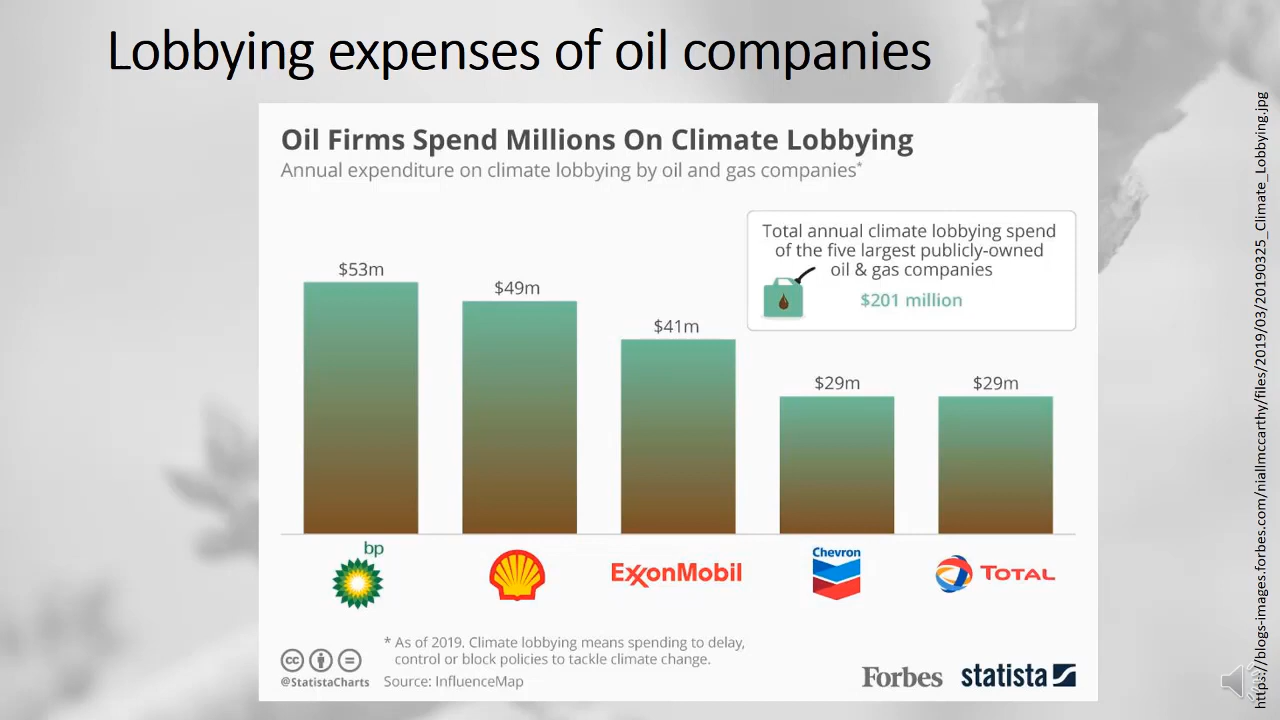 Lobbying expenses of oil companies
Oil Firms Spend Millions On Climate Lobbying
Annual expenditure on climate lobbying by oil and gas companies*
Total annual climate lobbying spend
of the five largest publicly-owned
oil & gas companies
$201 million
$53m
$49m
$41m
$29m
$29m
bp
ExxonMobil
Chevron
TOTAL
* As of 2019. Climate lobbying means spending to delay,
control or block policies to tackle climate change.
cc
@StatistaCharts
Source: InfluenceMap
Forbes
statista
https://blogs-images.forbes.com/niallmccarthy/files/2019/03/20190325_Climate_Lobbying.jpg